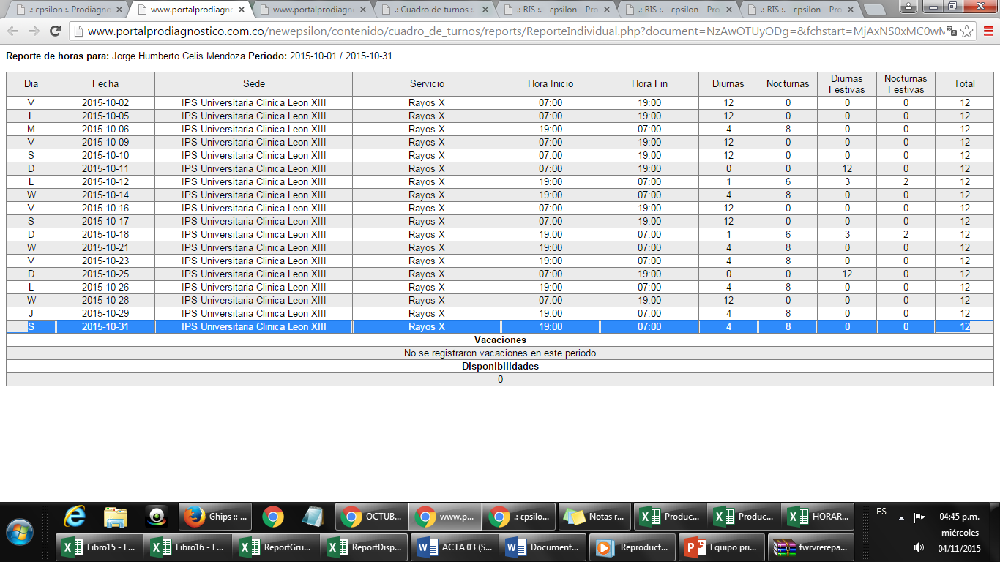 .: εpsilon :. Prodiagno
www.portalprodiagno
www.portalprodiagn
.: Cuadro de turnos :.
.: RIS :. - εpsilon - Pro
.: RIS :. - εpsilon - Pro
.: RIS :. - εpsilon - Pro
www.portalprodiagnostico.com.co/newepsilon/contenido/cuadro_de_turnos/reports/ReporteIndividual.php?document=NzAwOTUyODg=&fchstart=MjAxNS0xMC0wM
Reporte de horas para: Jorge Humberto Celis Mendoza Periodo: 2015-10-01 / 2015-10-31
Dia Fecha Sede Servicio Hora Inicio Hora Fin Diurnas Nocturnas Diurnas Festivas Nocturnas Festivas Total
V 2015-10-02 IPS Universitaria Clinica Leon XIII Rayos X 07:00 19:00 12 0 0 0 12
L 2015-10-05 IPS Universitaria Clinica Leon XIII Rayos X 07:00 19:00 12 0 0 0 12
M 2015-10-06 IPS Universitaria Clinica Leon XIII Rayos X 19:00 07:00 4 8 0 0 12
V 2015-10-09 IPS Universitaria Clinica Leon XIII Rayos X 07:00 19:00 12 0 0 0 12
S 2015-10-10 IPS Universitaria Clinica Leon XIII Rayos X 07:00 19:00 12 0 0 0 12
D 2015-10-11 IPS Universitaria Clinica Leon XIII Rayos X 07:00 19:00 0 0 12 0 12
L 2015-10-12 IPS Universitaria Clinica Leon XIII Rayos X 19:00 07:00 1 6 3 2 12
W 2015-10-14 IPS Universitaria Clinica Leon XIII Rayos X 19:00 07:00 4 8 0 0 12
V 2015-10-16 IPS Universitaria Clinica Leon XIII Rayos X 07:00 19:00 12 0 0 0 12
S 2015-10-17 IPS Universitaria Clinica Leon XIII Rayos X 07:00 19:00 12 0 0 0 12
D 2015-10-18 IPS Universitaria Clinica Leon XIII Rayos X 19:00 07:00 1 6 3 2 12
W 2015-10-21 IPS Universitaria Clinica Leon XIII Rayos X 19:00 07:00 4 8 0 0 12
V 2015-10-23 IPS Universitaria Clinica Leon XIII Rayos X 19:00 07:00 4 8 0 0 12
D 2015-10-25 IPS Universitaria Clinica Leon XIII Rayos X 07:00 19:00 0 0 12 0 12
L 2015-10-26 IPS Universitaria Clinica Leon XIII Rayos X 19:00 07:00 4 8 0 0 12
W 2015-10-28 IPS Universitaria Clinica Leon XIII Rayos X 07:00 19:00 12 0 0 0 12
J 2015-10-29 IPS Universitaria Clinica Leon XIII Rayos X 19:00 07:00 4 8 0 0 12
S 2015-10-31 IPS Universitaria Clinica Leon XIII Rayos X 19:00 07:00 4 8 0 0 12
Vacaciones
No se registraron vacaciones en este periodo
Disponibilidades
0
Ghips :: ...
OCTUB...
www.p...
.: εpsilo...
Notas r...
Produc...
Produc...
HORAR...
ES
04:45 p.m.
miércoles
04/11/2015
Libro15 - E...
Libro16 - E...
ReportGru...
ReportDisp...
ACTA 03 (S...
Document...
Reproduct...
Equipo pri...
fwrvrerepa...